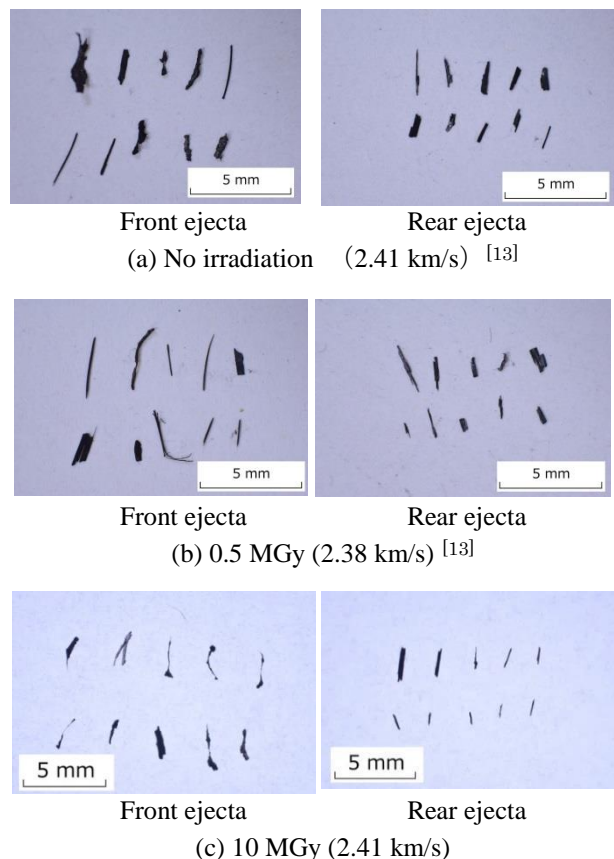 5 mm
5 mm
Front ejecta
Rear ejecta
(a) No irradiation （2.41 km/s） [13]
5 mm
5 mm
Front ejecta
Rear ejecta
(b) 0.5 MGy (2.38 km/s) [13]
5 mm
5 mm
Front ejecta
Rear ejecta
(c) 10 MGy (2.41 km/s)